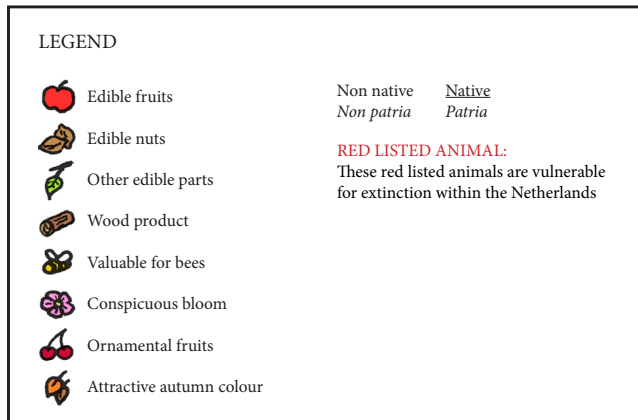 LEGEND
Edible fruits
Edible nuts
Other edible parts
Wood product
Valuable for bees
Conspicuous bloom
Ornamental fruits
Attractive autumn colour
Non native Native
Non patria Patria
RED LISTED ANIMAL:
These red listed animals are vulnerable
for extinction within the Netherlands